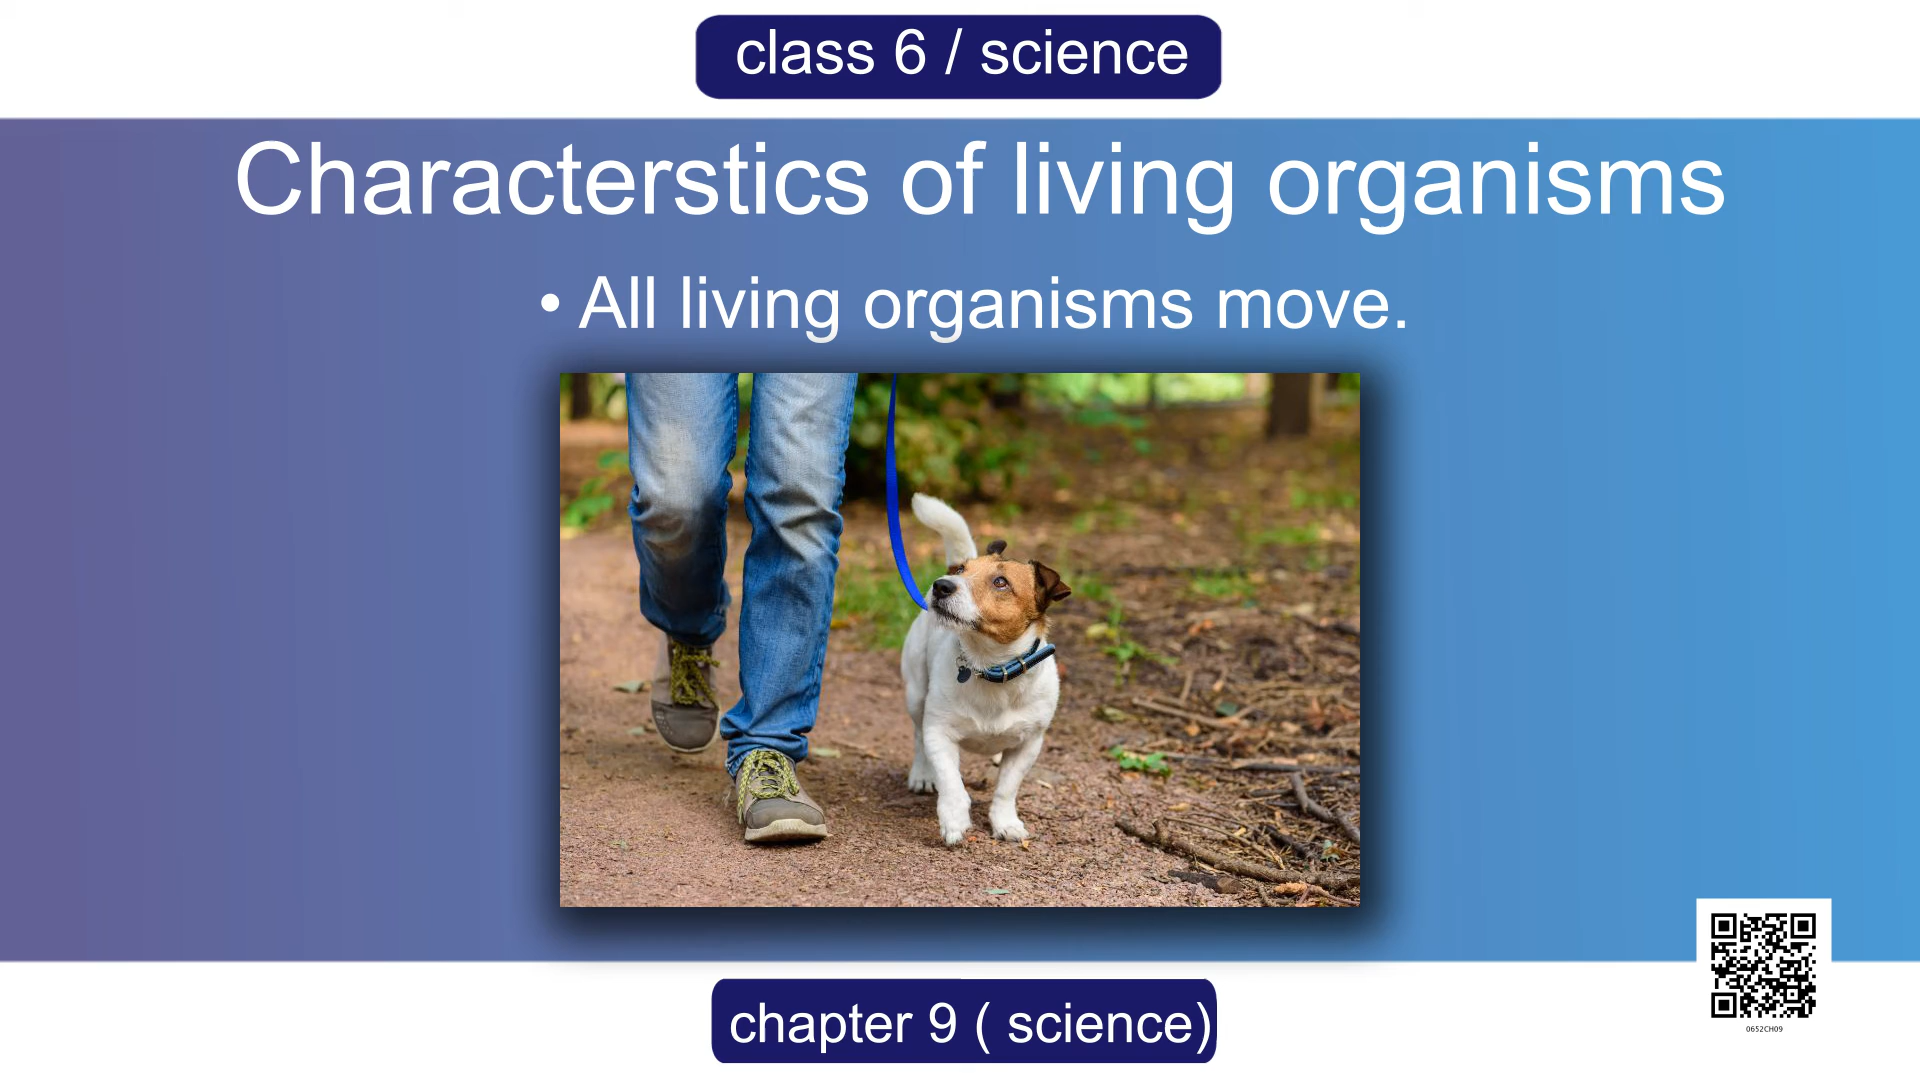 class 6 / science
Characterstics of living organisms
• All living organisms move.
chapter 9 ( science)
0652CH09